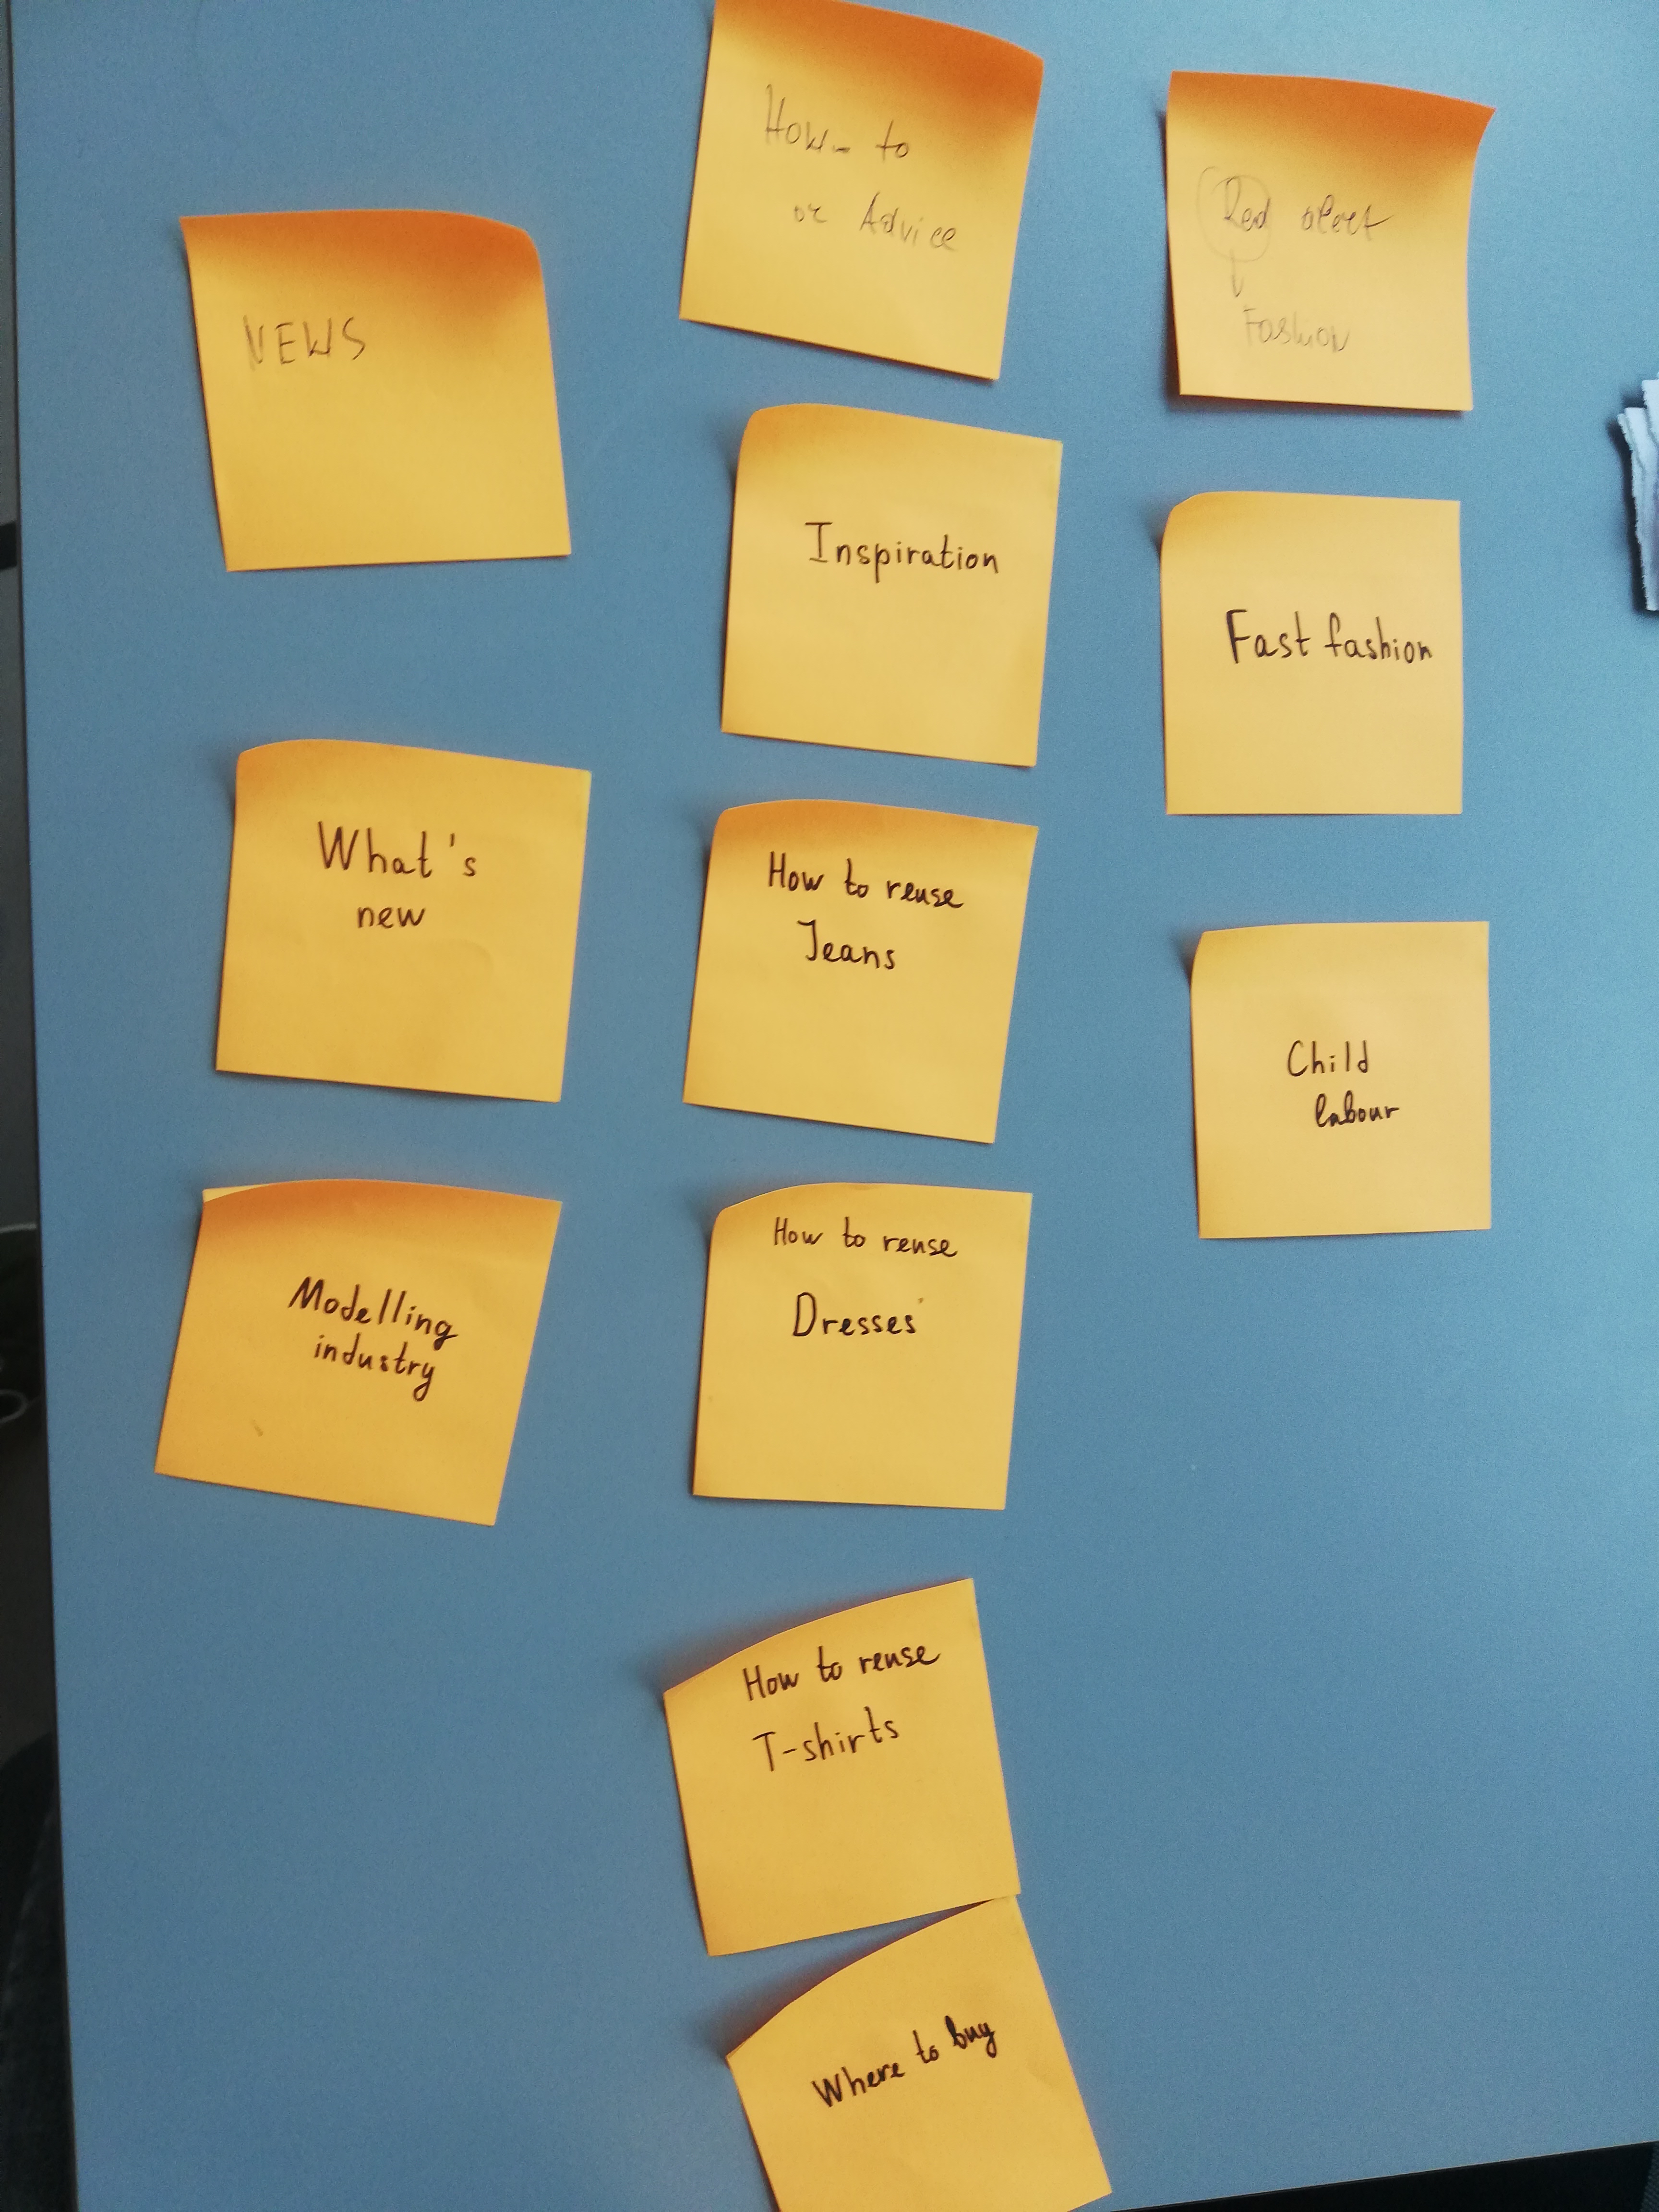 NEWS
What's
new
Modelling
industry
How- to
or Advice
Inspiration
How to reuse
Jeans
How to reuse
Dresses
How to reuse
T-shirts
Where to buy
Red alert
Fashion
Fast fashion
Child
labour